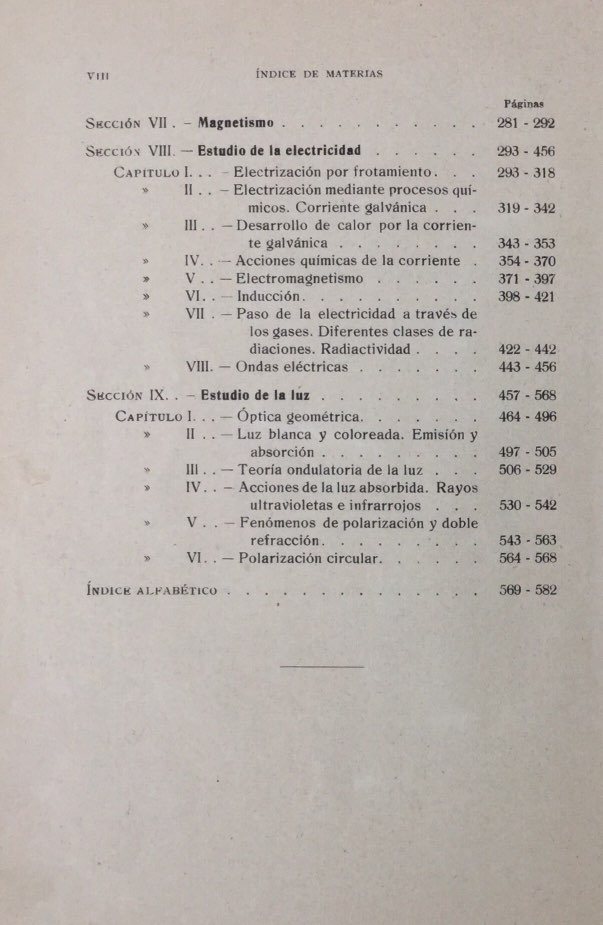 VIII ÍNDICE DE MATERIAS
Páginas
SECCIÓN VII . – Magnetismo . . . . . . . . . . . 281 - 292
SECCIÓN VIII. — Estudio de la electricidad . . . . . . 293 - 456
CAPÍTULO I. . . - Electrización por frotamiento. . . 293 - 318
» II . . – Electrización mediante procesos quí-
micos. Corriente galvánica . . . 319 - 342
» III . . – Desarrollo de calor por la corrien-
te galvánica . . . . . . . . 343 - 353
» IV. . — Acciones químicas de la corriente . 354 - 370
» V . . – Electromagnetismo . . . . . . 371 - 397
» VI. . – Inducción. . . . . . . . . . 398 - 421
» VII . — Paso de la electricidad a través de
los gases. Diferentes clases de ra-
diaciones. Radiactividad . . . . 422 - 442
» VIII. — Ondas eléctricas . . . . . . . 443 - 456
SECCIÓN IX. . – Estudio de la luz . . . . . . . . . 457 - 568
CAPÍTULO I. . . — Óptica geométrica. . . . . . . 464 - 496
» II . . — Luz blanca y coloreada. Emisión y
absorción . . . . . . . . . 497 - 505
» III . . – Teoría ondulatoria de la luz . . . 506 - 529
» IV. . – Acciones de la luz absorbida. Rayos
ultravioletas e infrarrojos . . . 530 - 542
» V . . – Fenómenos de polarización y doble
refracción. . . . . . . . . 543 - 563
» VI. . – Polarización circular. . . . . . 564 - 568
ÍNDICE ALFABÉTICO . . . . . . . . . . . . . . 569 - 582